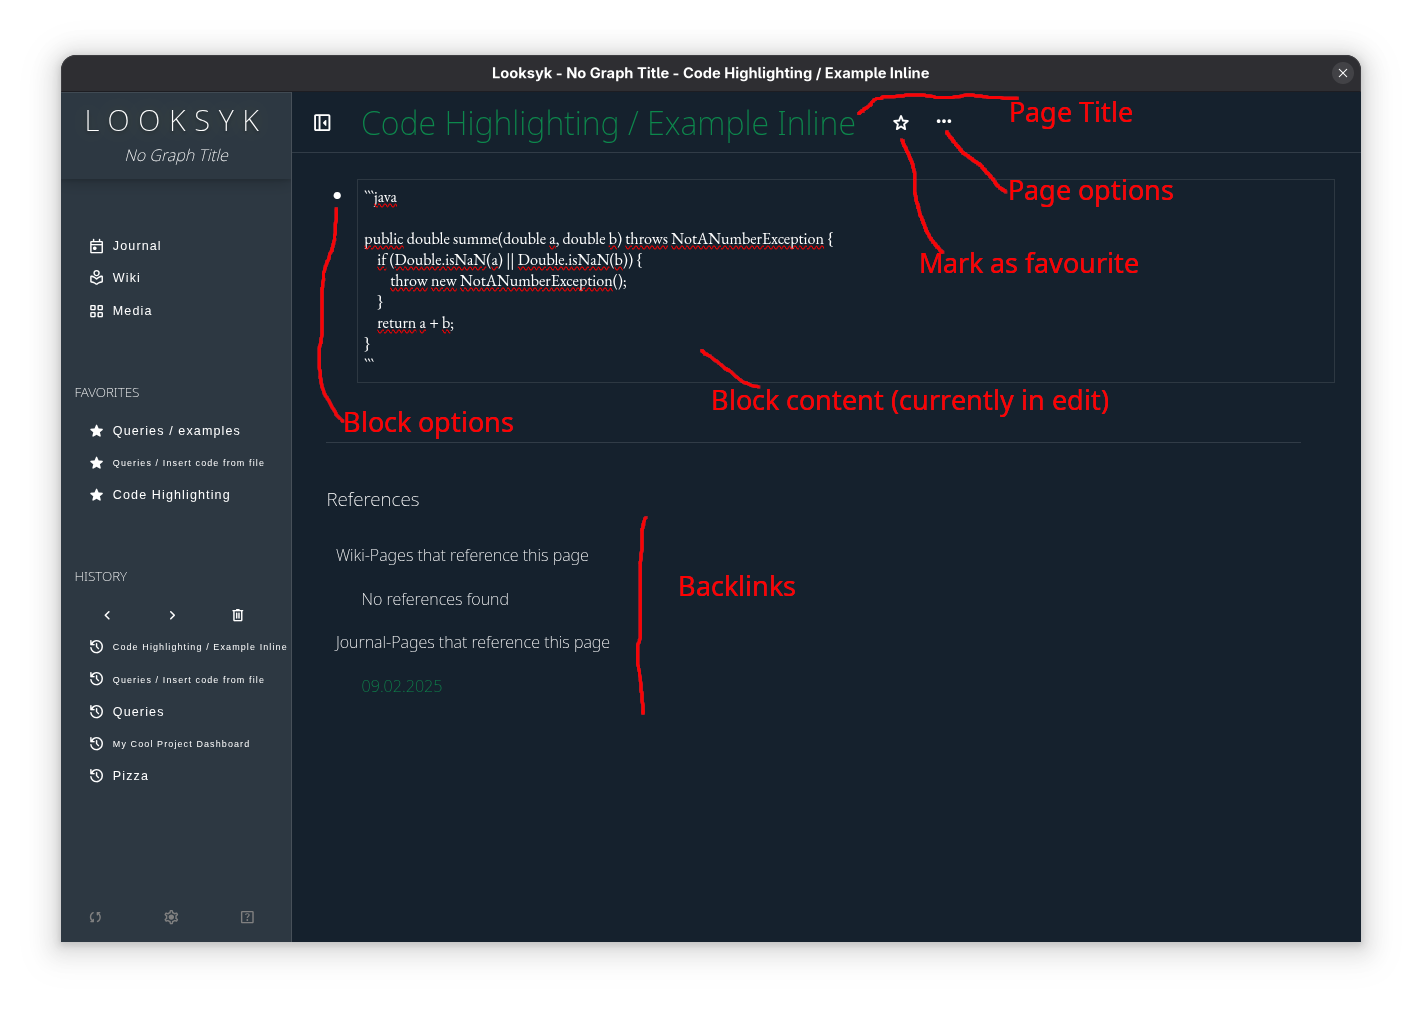 Looksyk - No Graph Title - Code Highlighting / Example Inline
LOOKSYK
No Graph Title
Journal
Wiki
Media
FAVORITES
Queries / examples
Queries / Insert code from file
Code Highlighting
HISTORY
Code Highlighting / Example Inline
Queries / Insert code from file
Queries
My Cool Project Dashboard
Pizza
Code Highlighting / Example Inline
Page Title
Page options
Mark as favourite
```java
public double summe(double a, double b) throws NotANumberException {
if (Double.isNaN(a) || Double.isNaN(b)) {
throw new NotANumberException();
}
return a + b;
}
```
Block content (currently in edit)
Block options
References
Wiki-Pages that reference this page
No references found
Journal-Pages that reference this page
09.02.2025
Backlinks